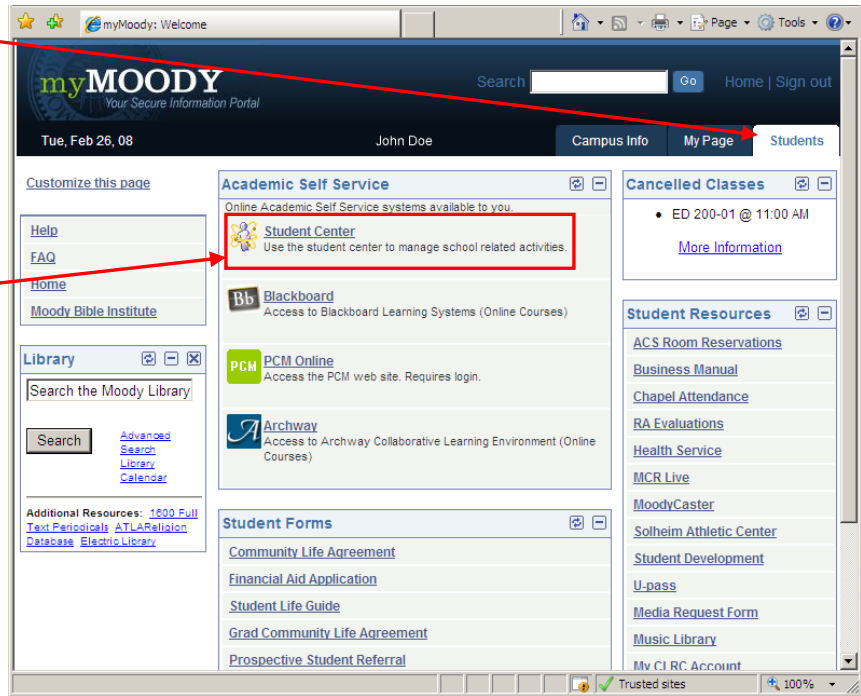 myMoody: Welcome
Page
Tools
myMOODY
Your Secure Information Portal
Search
Go
Home | Sign out
Tue, Feb 26, 08
John Doe
Campus Info
My Page
Students
Customize this page
Help
FAQ
Home
Moody Bible Institute
Library
Search the Moody Library
Search
Advanced
Search
Library
Calendar
Additional Resources: 1600 Full
Text Periodicals ATLAReligion
Database Electric Library
Academic Self Service
Online Academic Self Service systems available to you.
Student Center
Use the student center to manage school related activities.
Bb
Blackboard
Access to Blackboard Learning Systems (Online Courses)
PCM
PCM Online
Access the PCM web site. Requires login.
A
Archway
Access to Archway Collaborative Learning Environment (Online
Courses)
Student Forms
Community Life Agreement
Financial Aid Application
Student Life Guide
Grad Community Life Agreement
Prospective Student Referral
Cancelled Classes
• ED 200-01 @ 11:00 AM
More Information
Student Resources
ACS Room Reservations
Business Manual
Chapel Attendance
RA Evaluations
Health Service
MCR Live
MoodyCaster
Solheim Athletic Center
Student Development
U-pass
Media Request Form
Music Library
My CLRC Account
Trusted sites
100%